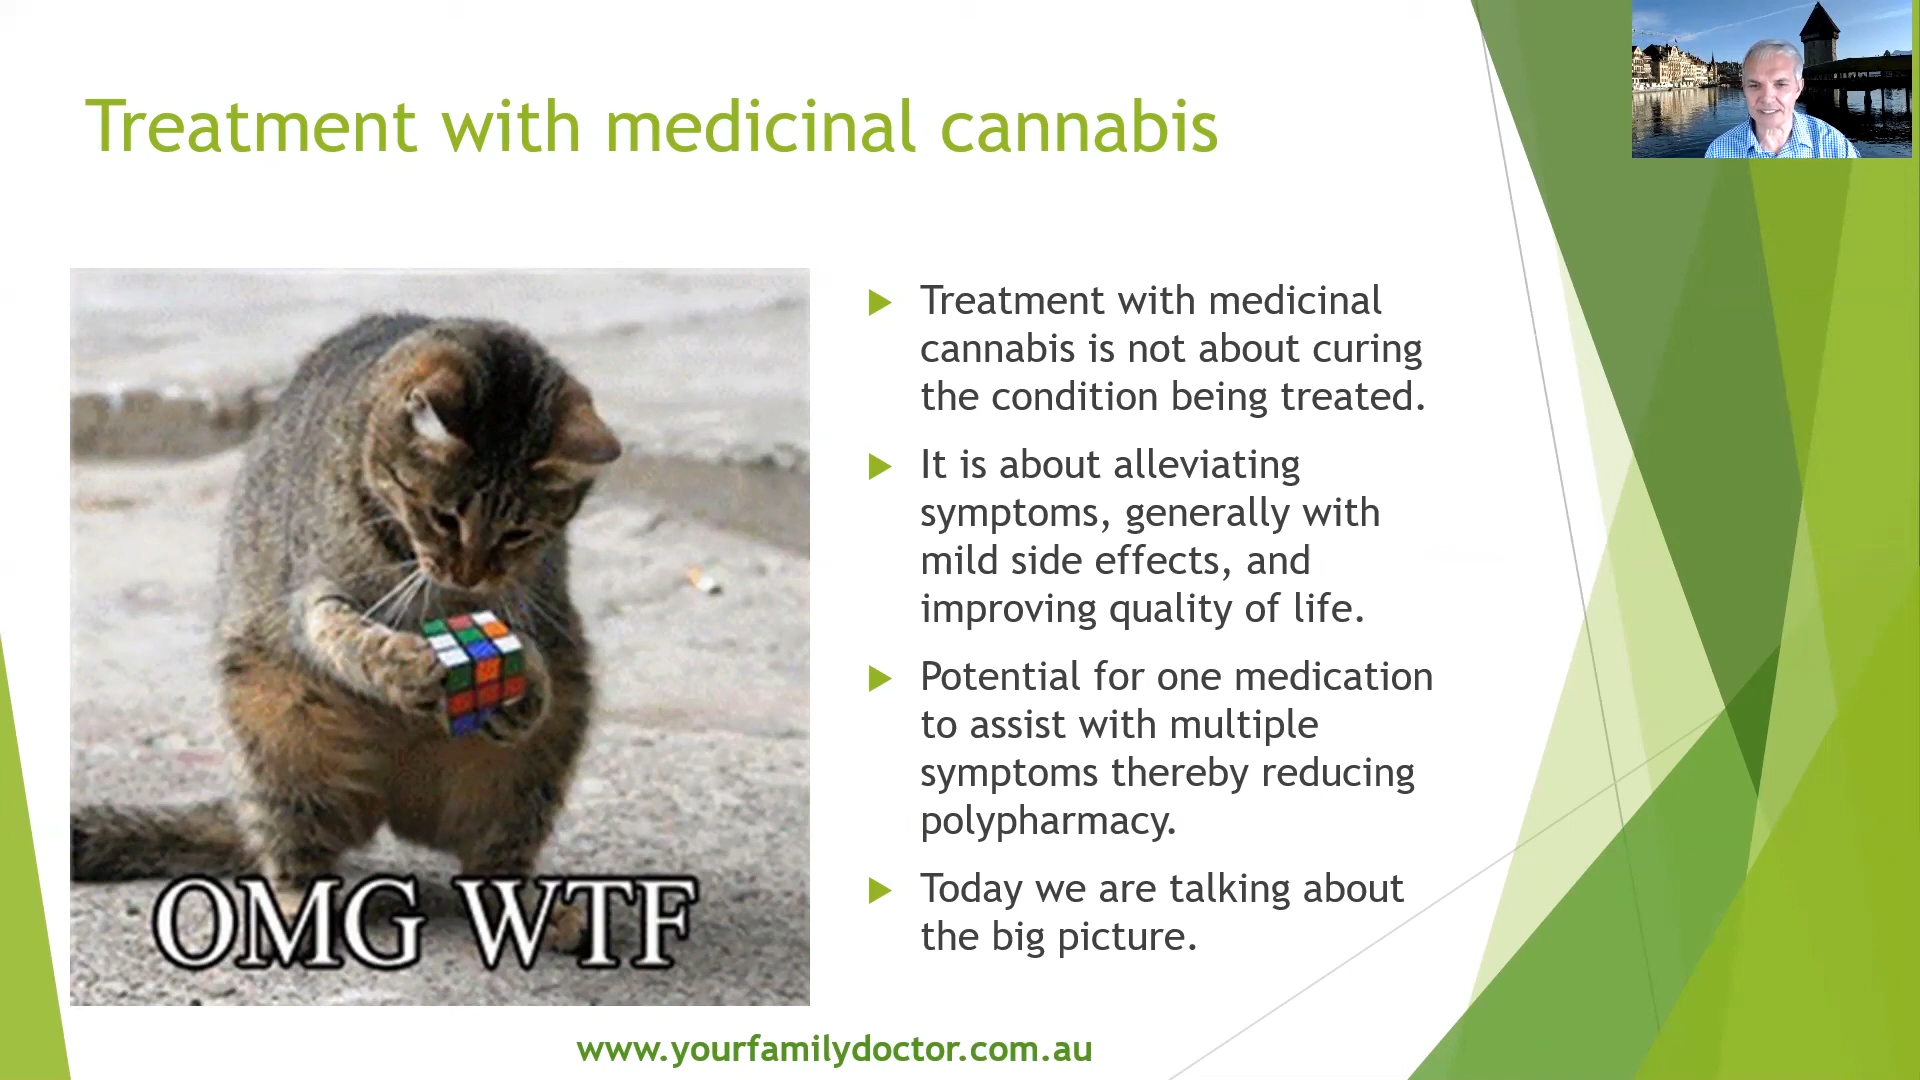 Treatment with medicinal cannabis
Treatment with medicinal
cannabis is not about curing
the condition being treated.
It is about alleviating
symptoms, generally with
mild side effects, and
improving quality of life.
Potential for one medication
to assist with multiple
symptoms thereby reducing
polypharmacy.
Today we are talking about
the big picture.
OMG WTF
www.yourfamilydoctor.com.au